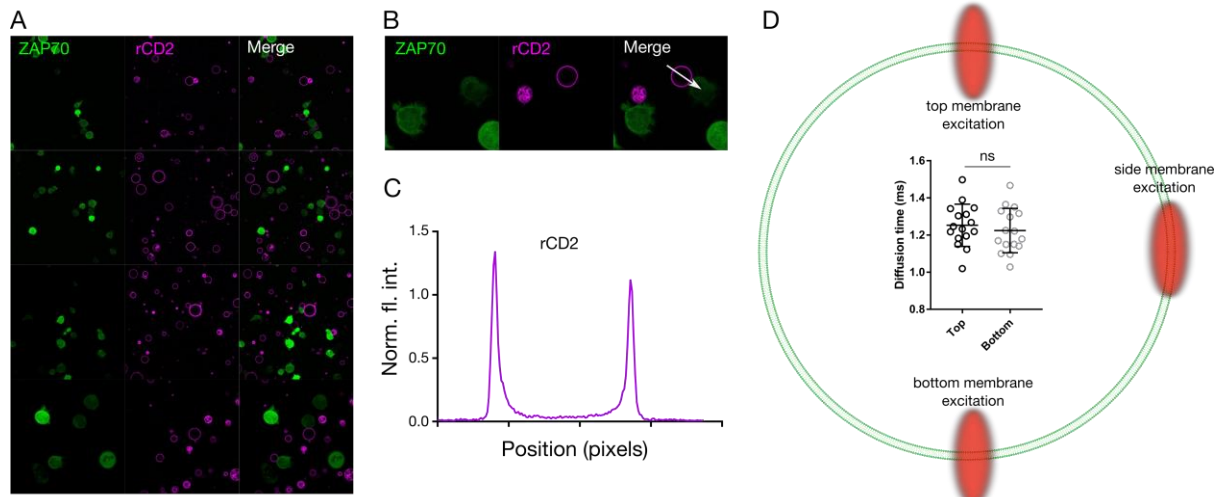 A
ZAP70 rCD2 Merge
B
ZAP70 rCD2 Merge
C
rCD2
1.5
1.0
0.5
0.0
Norm. fl. int.
Position (pixels)
D
top membrane
excitation
side membrane
excitation
ns
1.6
1.4
1.2
1.0
0.8
Diffusion time (ms)
Top Bottom
bottom membrane
excitation